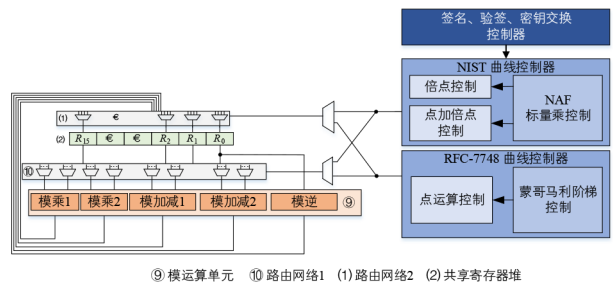 签名、验签、密钥交换
控制器
NIST 曲线控制器
倍点控制
点加倍点
控制
NAF
标量乘控制
RFC-7748 曲线控制器
点运算控制
蒙哥马利阶梯
控制
⑴ €
⑵ R15 € € R2 R1 R0
⑩
模乘1 模乘2 模加减1 模加减2 模逆 ⑨
⑨ 模运算单元 ⑩ 路由网络1 ⑴ 路由网络2 ⑵ 共享寄存器堆